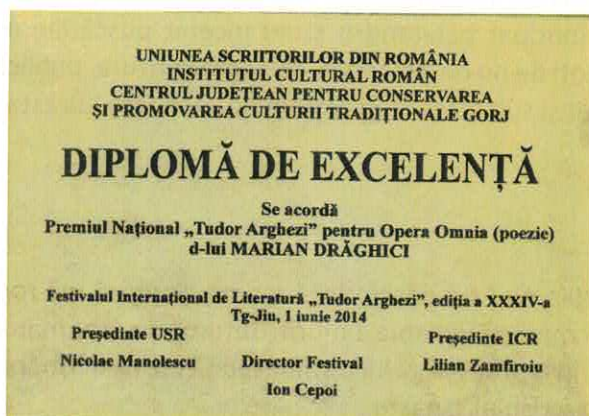 UNIUNEA SCRIITORILOR DIN ROMÂNIA
INSTITUTUL CULTURAL ROMÂN
CENTRUL JUDEȚEAN PENTRU CONSERVAREA
ȘI PROMOVAREA CULTURII TRADIȚIONALE GORJ
DIPLOMĂ DE EXCELENȚĂ
Se acordă
Premiul Național „Tudor Arghezi” pentru Opera Omnia (poezie)
d-lui MARIAN DRĂGHICI
Festivalul Internațional de Literatură „Tudor Arghezi”, ediția a XXXIV-a
Tg-Jiu, 1 iunie 2014
Președinte USR Președinte ICR
Nicolae Manolescu Director Festival Lilian Zamfiroiu
Ion Cepoi